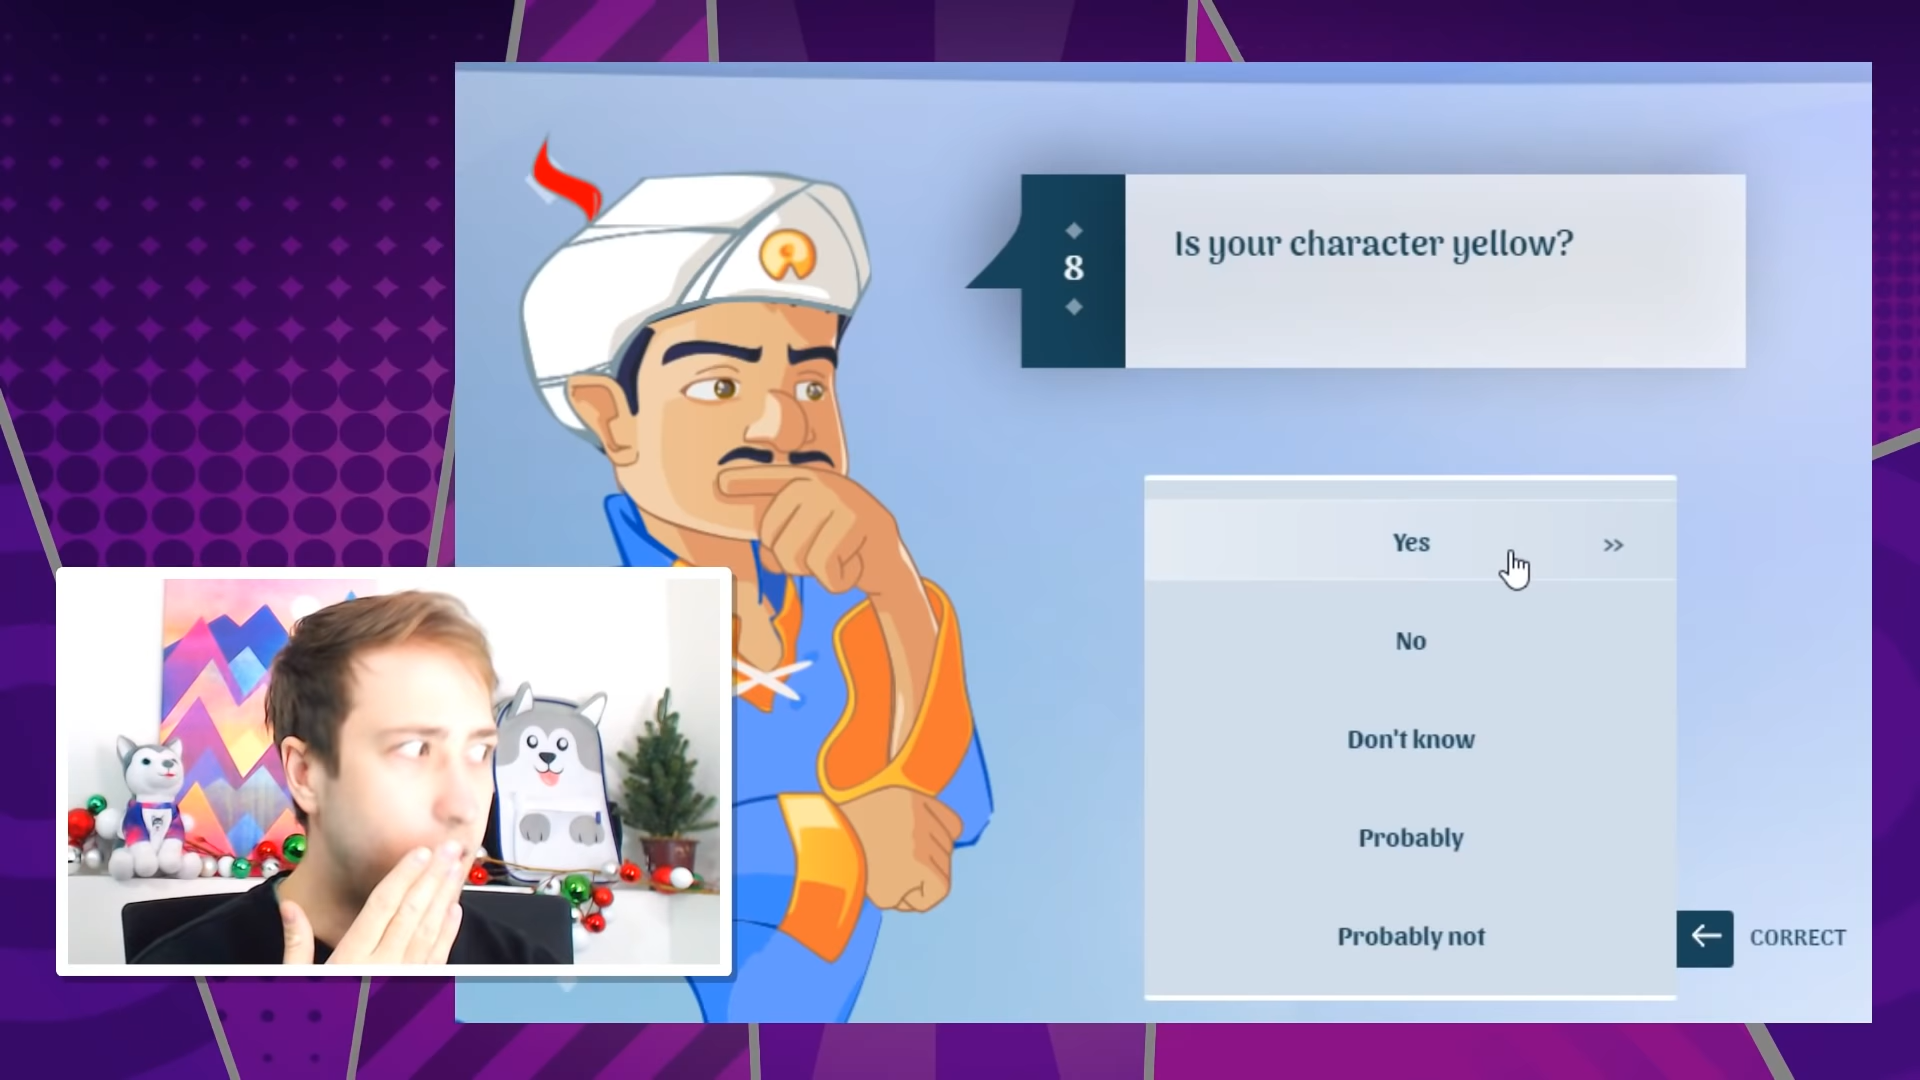 8
Is your character yellow?
Yes
No
Don't know
Probably
Probably not
CORRECT